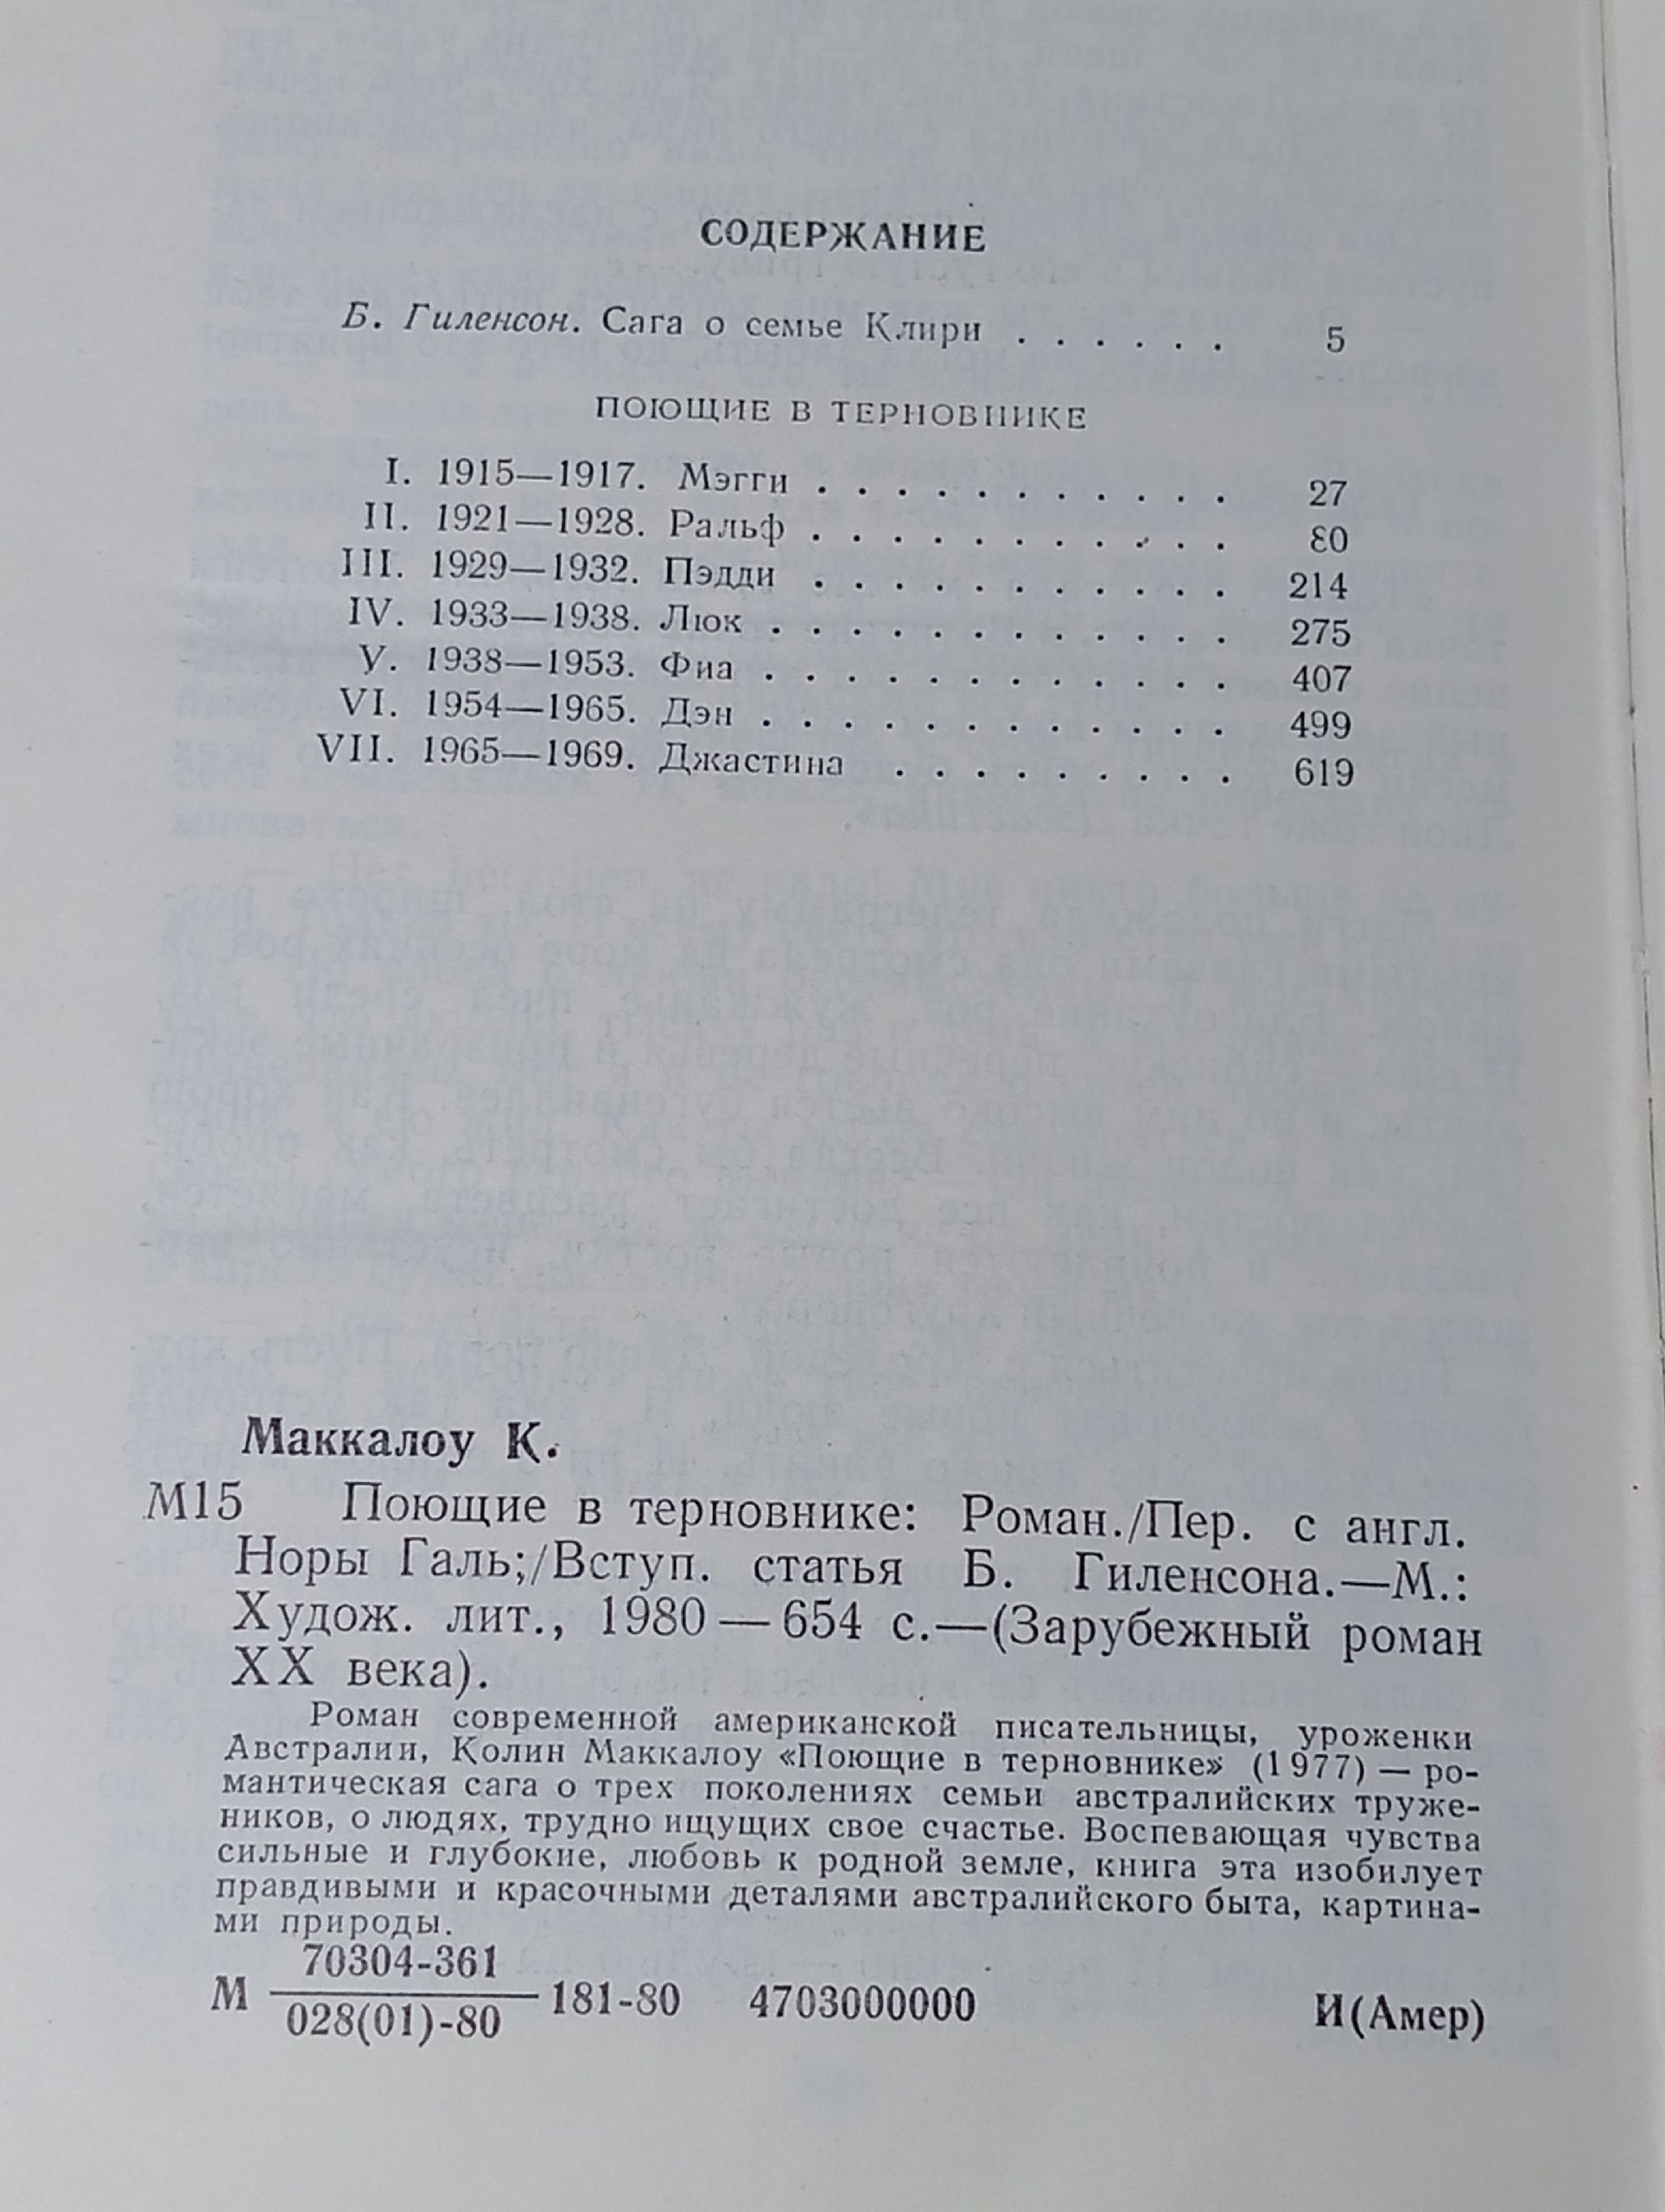 СОДЕРЖАНИЕ
Б. Гиленсон. Сага о семье Клири . . . . . . 5
ПОЮЩИЕ В ТЕРНОВНИКЕ
I. 1915—1917. Мэгги . . . . . . . . . . . 27
II. 1921—1928. Ральф . . . . . . . . . . . 80
III. 1929—1932. Пэдди . . . . . . . . . . . 214
IV. 1933—1938. Люк . . . . . . . . . . . . 275
V. 1938—1953. Фиа . . . . . . . . . . . . 407
VI. 1954—1965. Дэн . . . . . . . . . . . . 499
VII. 1965—1969. Джастина . . . . . . . . . 619
Маккалоу К.
М15 Поющие в терновнике: Роман./Пер. с англ.
Норы Галь;/Вступ. статья Б. Гиленсона.—М.:
Худож. лит., 1980 — 654 с.—(Зарубежный роман
XX века).
Роман современной американской писательницы, уроженки
Австралии, Колин Маккалоу «Поющие в терновнике» (1977) — ро-
мантическая сага о трех поколениях семьи австралийских труже-
ников, о людях, трудно ищущих свое счастье. Воспевающая чувства
сильные и глубокие, любовь к родной земле, книга эта изобилует
правдивыми и красочными деталями австралийского быта, картина-
ми природы.
70304-361
М 181-80 4703000000 И(Амер)
028(01)-80